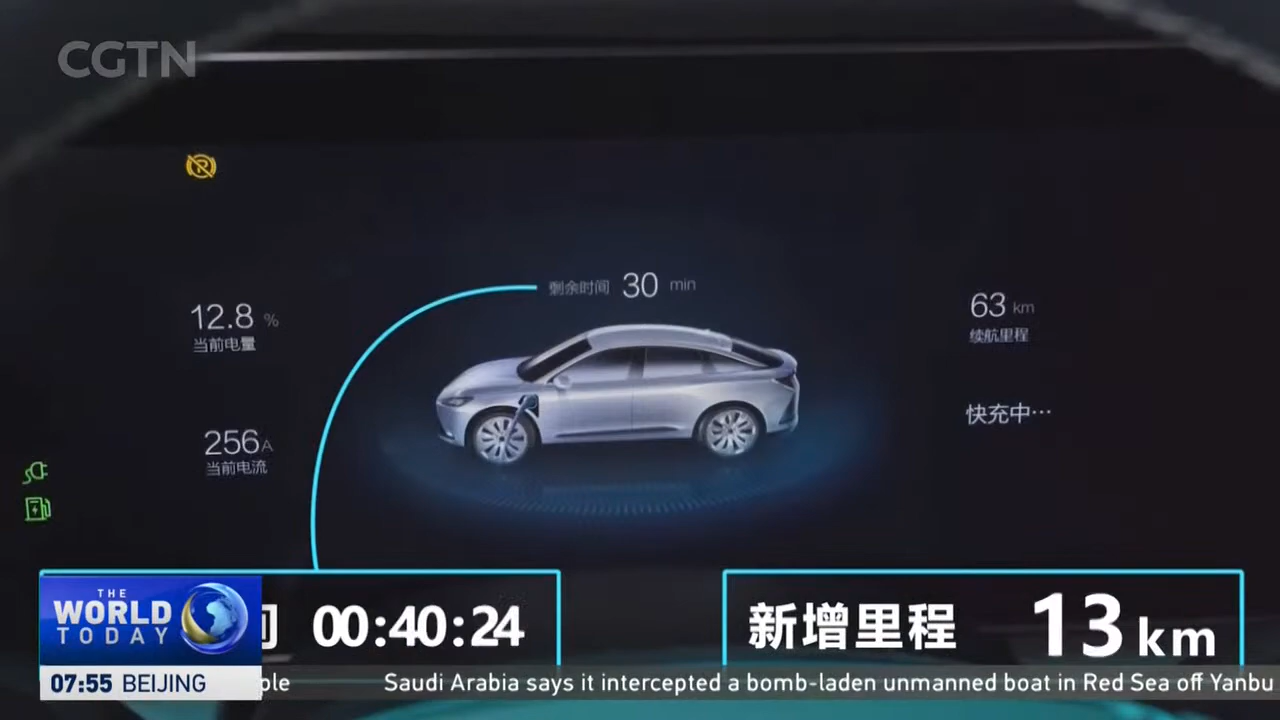 CGTN
剩余时间 30 min
12.8 %
当前电量
256A
当前电流
63 km
续航里程
快充中…
00:40:24
新增里程 13 km
THE
WORLD
TODAY
07:55 BEIJING
ple Saudi Arabia says it intercepted a bomb-laden unmanned boat in Red Sea off Yanbu